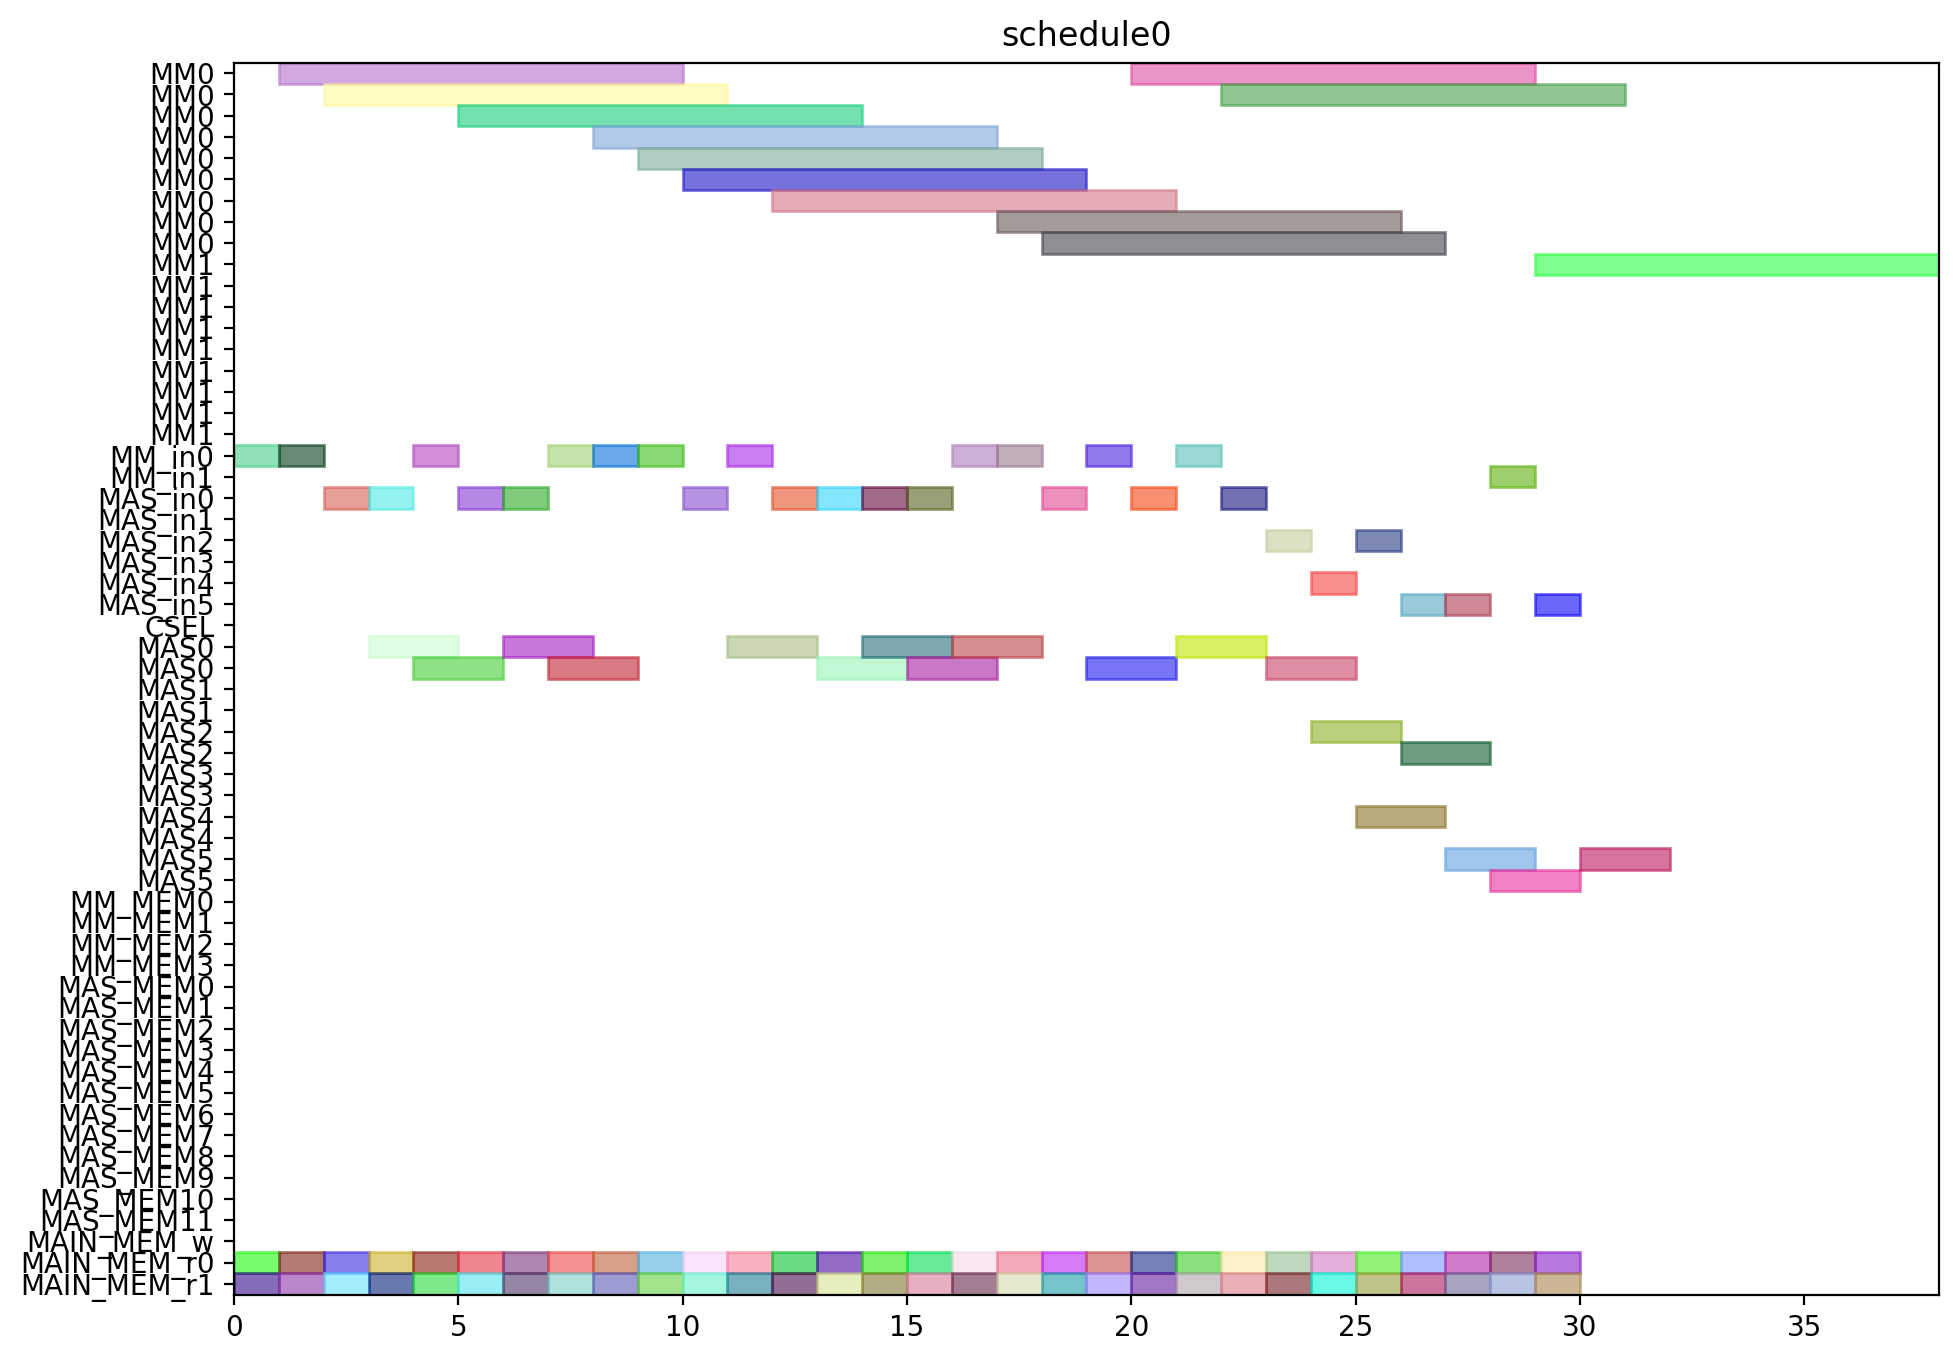 schedule0
MM0
MM0
MM0
MM0
MM0
MM0
MM0
MM0
MM0
MM1
MM1
MM1
MM1
MM1
MM1
MM1
MM1
MM1
MM_in0
MM_in1
MAS_in0
MAS_in1
MAS_in2
MAS_in3
MAS_in4
MAS_in5
CSEL
MAS0
MAS0
MAS1
MAS1
MAS2
MAS2
MAS3
MAS3
MAS4
MAS4
MAS5
MAS5
MM_MEM0
MM_MEM1
MM_MEM2
MM_MEM3
MAS_MEM0
MAS_MEM1
MAS_MEM2
MAS_MEM3
MAS_MEM4
MAS_MEM5
MAS_MEM6
MAS_MEM7
MAS_MEM8
MAS_MEM9
MAS_MEM10
MAS_MEM11
MAIN_MEM_w
MAIN_MEM_r0
MAIN_MEM_r1
0 5 10 15 20 25 30 35